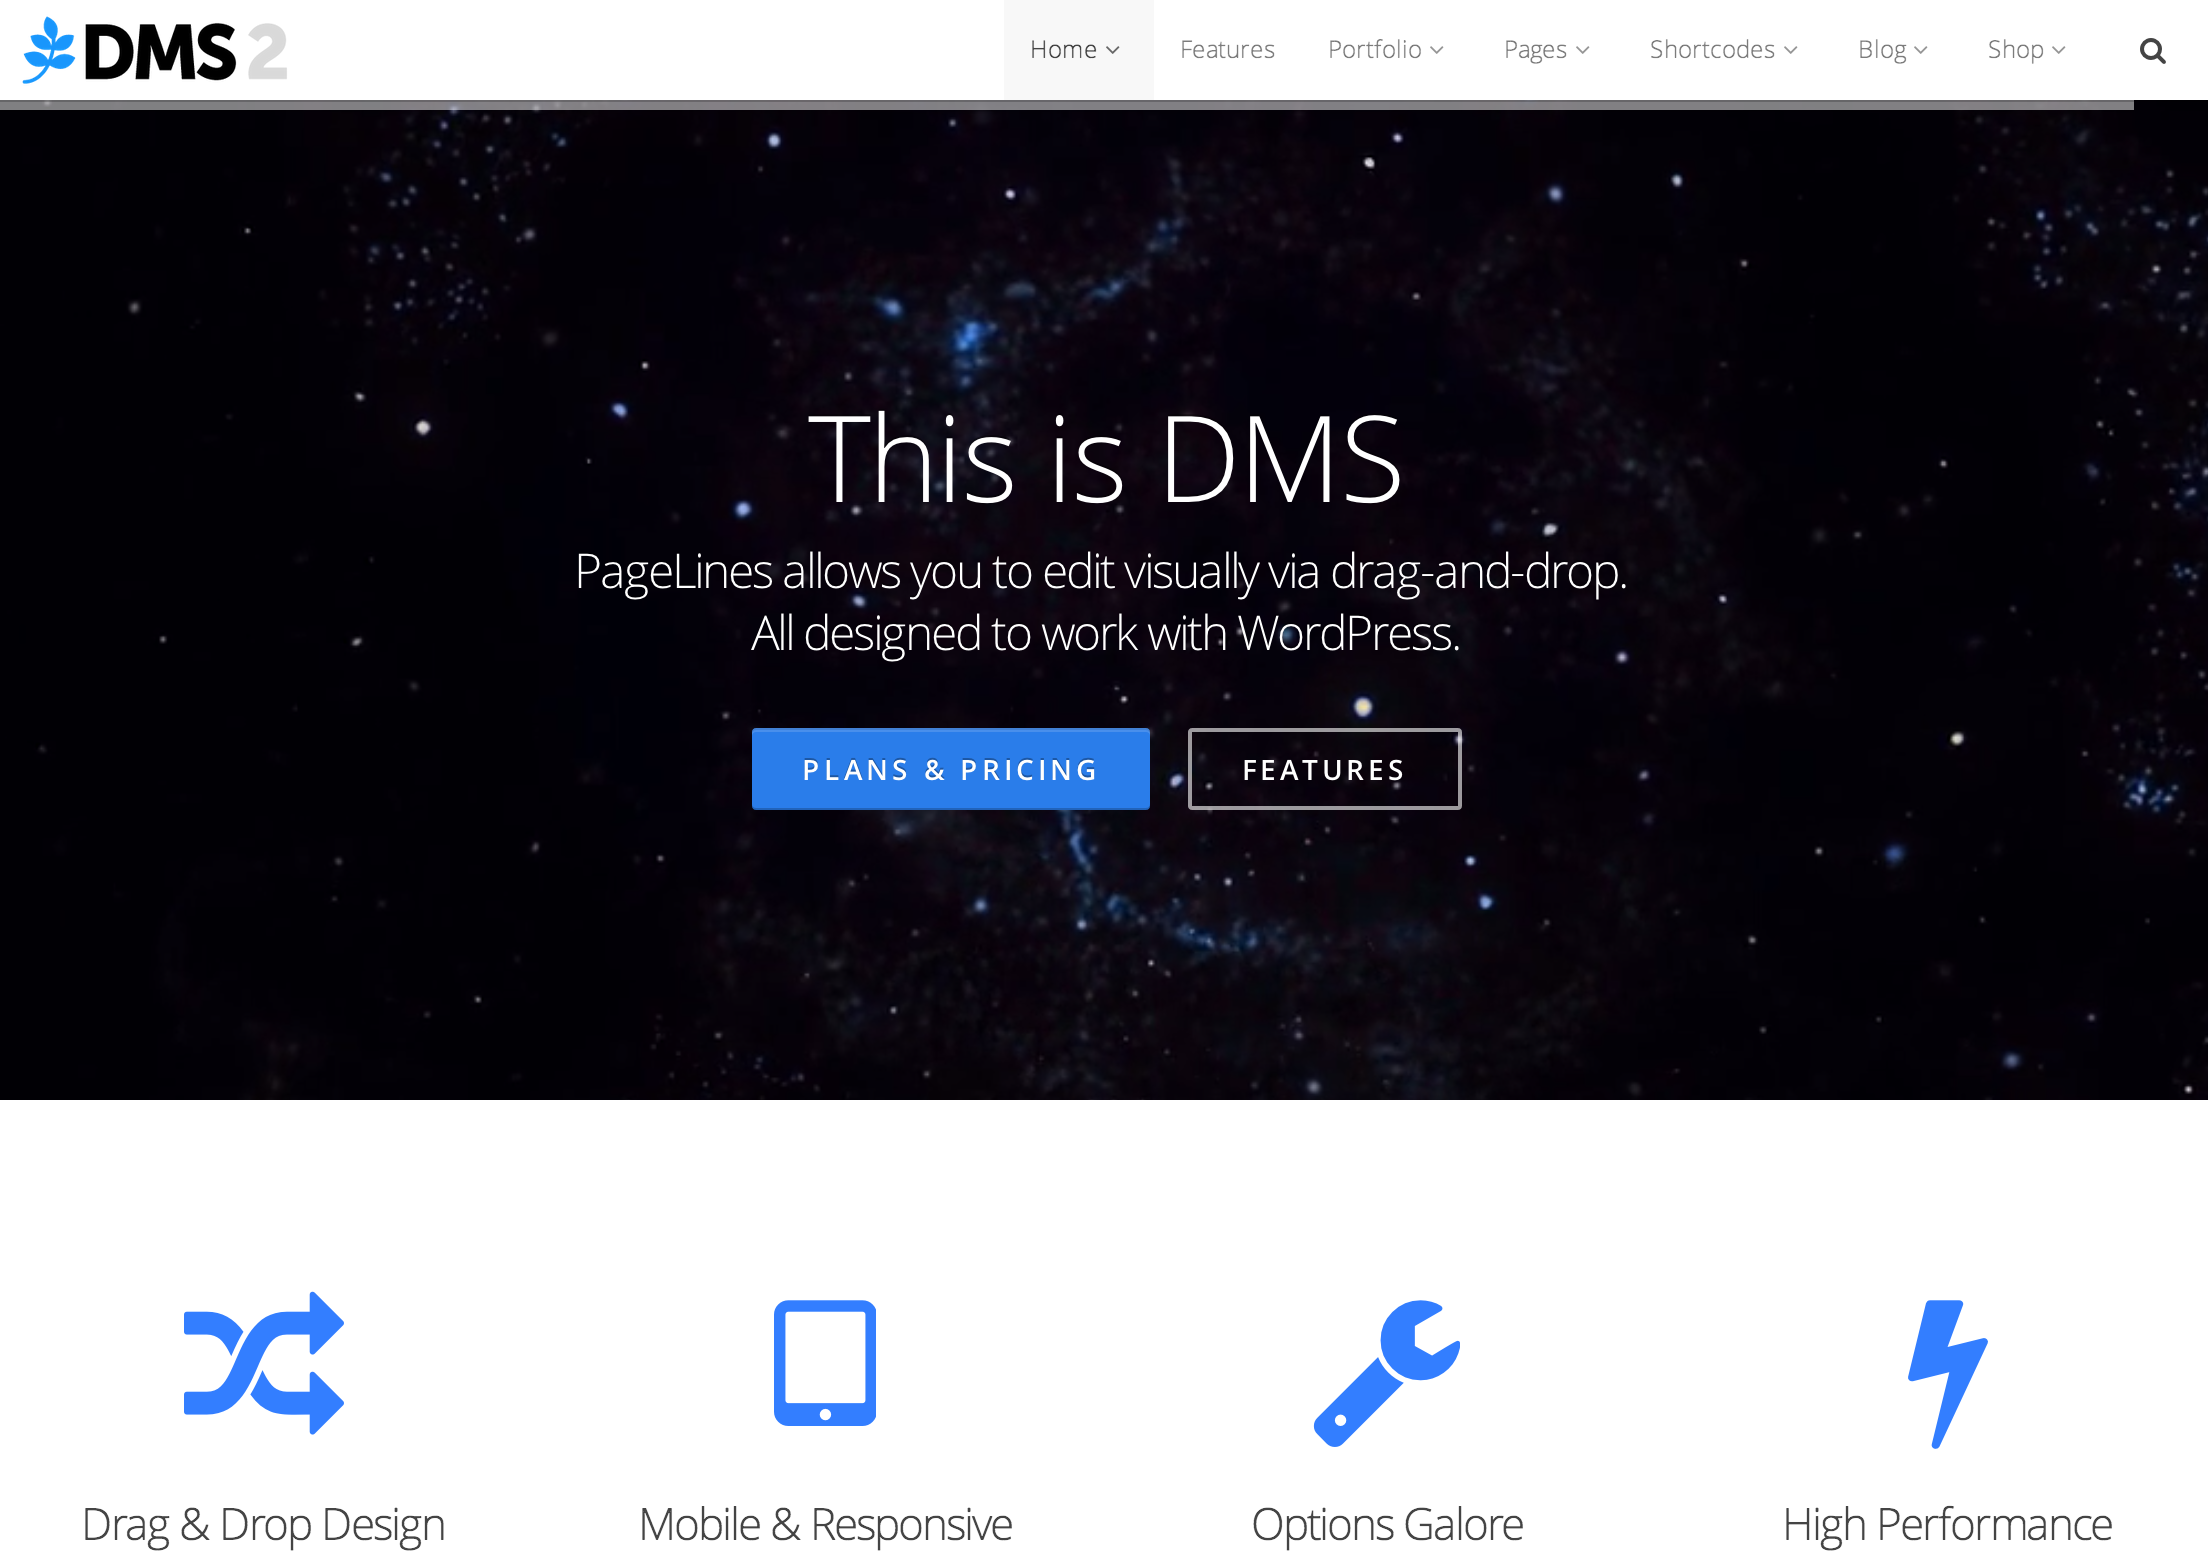 DMS 2
Home Features Portfolio Pages Shortcodes Blog Shop
This is DMS
PageLines allows you to edit visually via drag-and-drop.
All designed to work with WordPress.
PLANS & PRICING FEATURES
Drag & Drop Design Mobile & Responsive Options Galore High Performance